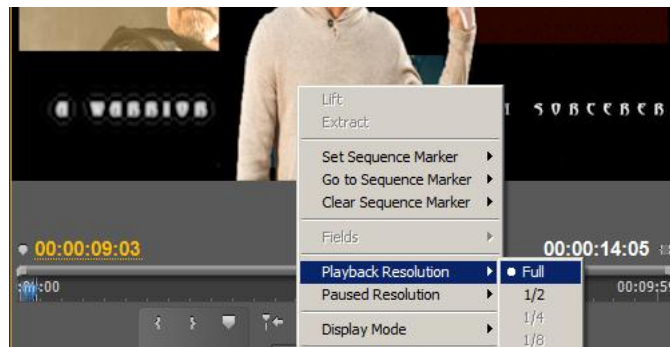 A WARRIOR
SORCERER
Lift
Extract
Set Sequence Marker
Go to Sequence Marker
Clear Sequence Marker
Fields
00:00:09:03
00:00:14:05
Playback Resolution
Full
:00
00:09:59
Paused Resolution
1/2
1/4
Display Mode
1/8